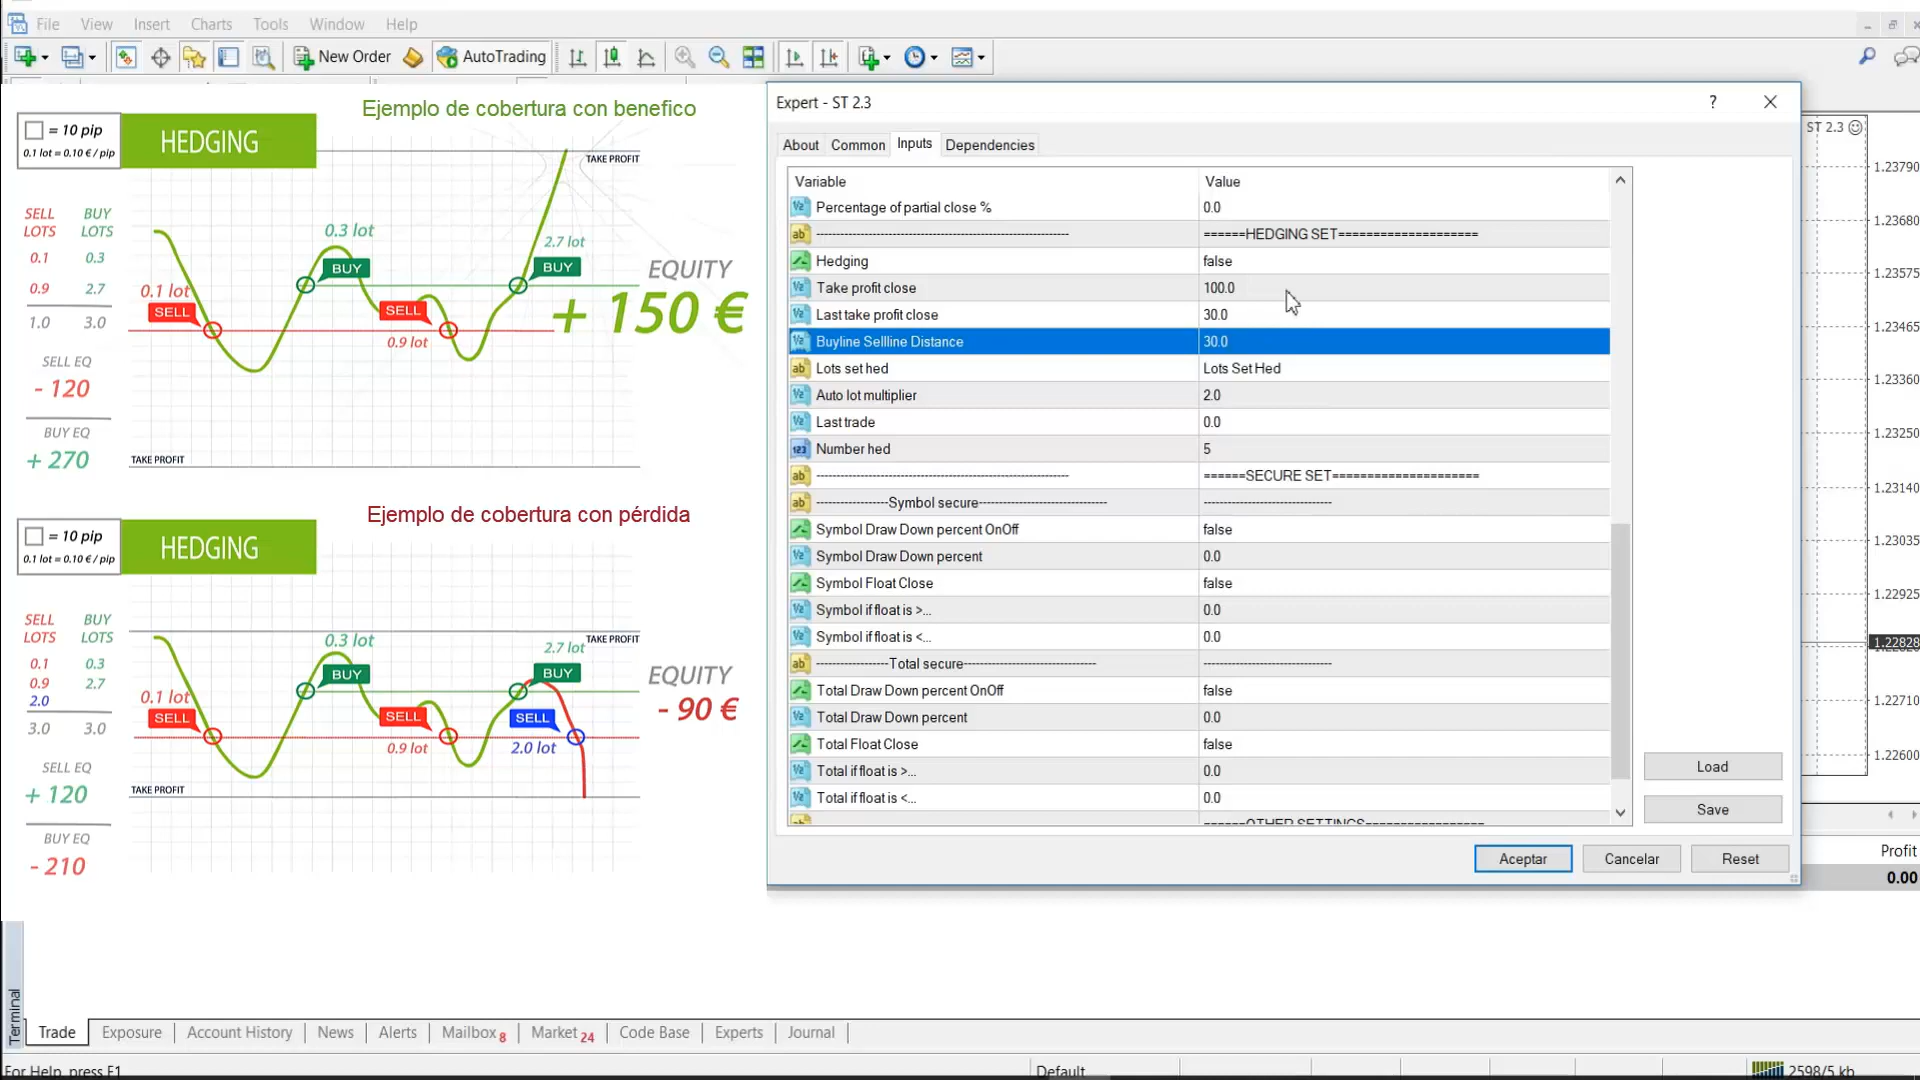 File View Insert Charts Tools Window Help
New Order AutoTrading
Ejemplo de cobertura con benefico
= 10 pip
0.1 lot = 0.10 € / pip
HEDGING
TAKE PROFIT
SELL LOTS
BUY LOTS
0.1 0.3
0.9 2.7
1.0 3.0
SELL EQ
- 120
BUY EQ
+ 270
0.1 lot
SELL
0.3 lot
BUY
SELL
0.9 lot
2.7 lot
BUY
EQUITY
+ 150 €
TAKE PROFIT
Ejemplo de cobertura con pérdida
= 10 pip
0.1 lot = 0.10 € / pip
HEDGING
SELL LOTS
BUY LOTS
0.1 0.3
0.9 2.7
2.0
3.0 3.0
SELL EQ
+ 120
BUY EQ
- 210
0.1 lot
SELL
0.3 lot
BUY
SELL
0.9 lot
2.7 lot
BUY
SELL
2.0 lot
TAKE PROFIT
EQUITY
- 90 €
TAKE PROFIT
Expert - ST 2.3 ?
About Common Inputs Dependencies
Variable Value
Percentage of partial close % 0.0
---------------------------------------------------------------- ======HEDGING SET====================
Hedging false
Take profit close 100.0
Last take profit close 30.0
Buyline Sellline Distance 30.0
Lots set hed Lots Set Hed
Auto lot multiplier 2.0
Last trade 0.0
Number hed 5
---------------------------------------------------------------- ======SECURE SET=====================
------------------Symbol secure-------------------------------- --------------------------------
Symbol Draw Down percent OnOff false
Symbol Draw Down percent 0.0
Symbol Float Close false
Symbol if float is >... 0.0
Symbol if float is <... 0.0
------------------Total secure--------------------------------- --------------------------------
Total Draw Down percent OnOff false
Total Draw Down percent 0.0
Total Float Close false
Total if float is >... 0.0
Total if float is <... 0.0
======OTHER SETTINGS=================
Load
Save
Aceptar Cancelar Reset
ST 2.3
1.23790
1.23680
1.23575
1.23465
1.23360
1.23250
1.23140
1.23035
1.22925
1.22828
1.22710
1.22600
Profit
0.00
Terminal
Trade Exposure Account History News Alerts Mailbox 8 Market 24 Code Base Experts Journal
For Help, press F1 Default 2598/5 kb